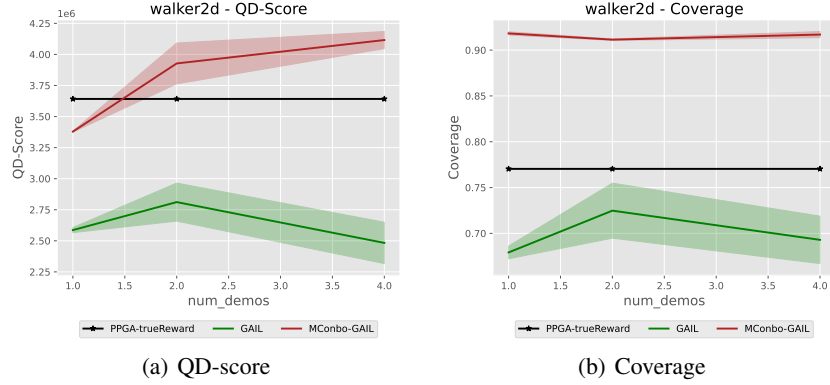 walker2d - QD-Score
1e6
4.25
4.00
3.75
3.50
3.25
3.00
2.75
2.50
2.25
QD-Score
1.0 1.5 2.0 2.5 3.0 3.5 4.0
num_demos
PPGA-trueReward GAIL MConbo-GAIL
(a) QD-score
walker2d - Coverage
0.90
0.85
0.80
0.75
0.70
Coverage
1.0 1.5 2.0 2.5 3.0 3.5 4.0
num_demos
PPGA-trueReward GAIL MConbo-GAIL
(b) Coverage